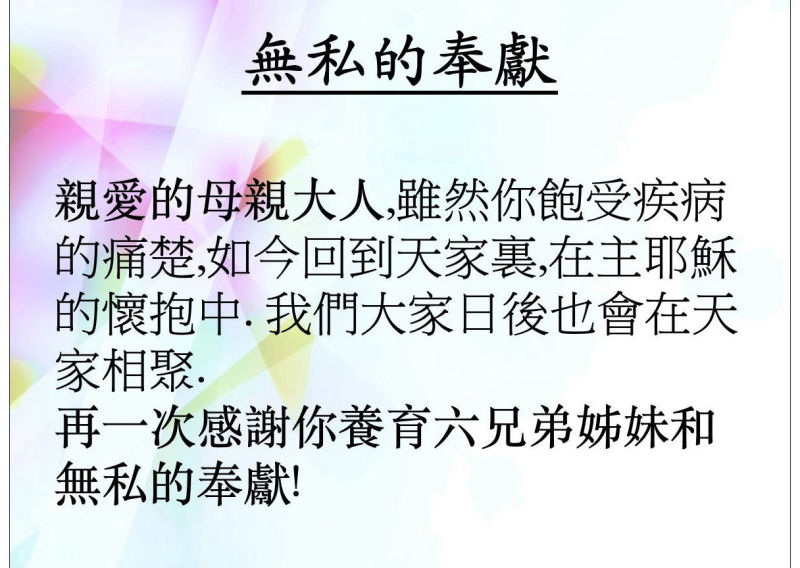 無私的奉獻
親愛的母親大人,雖然你飽受疾病
的痛楚,如今回到天家裏,在主耶穌
的懷抱中. 我們大家日後也會在天
家相聚.
再一次感謝你養育六兄弟姊妹和
無私的奉獻!